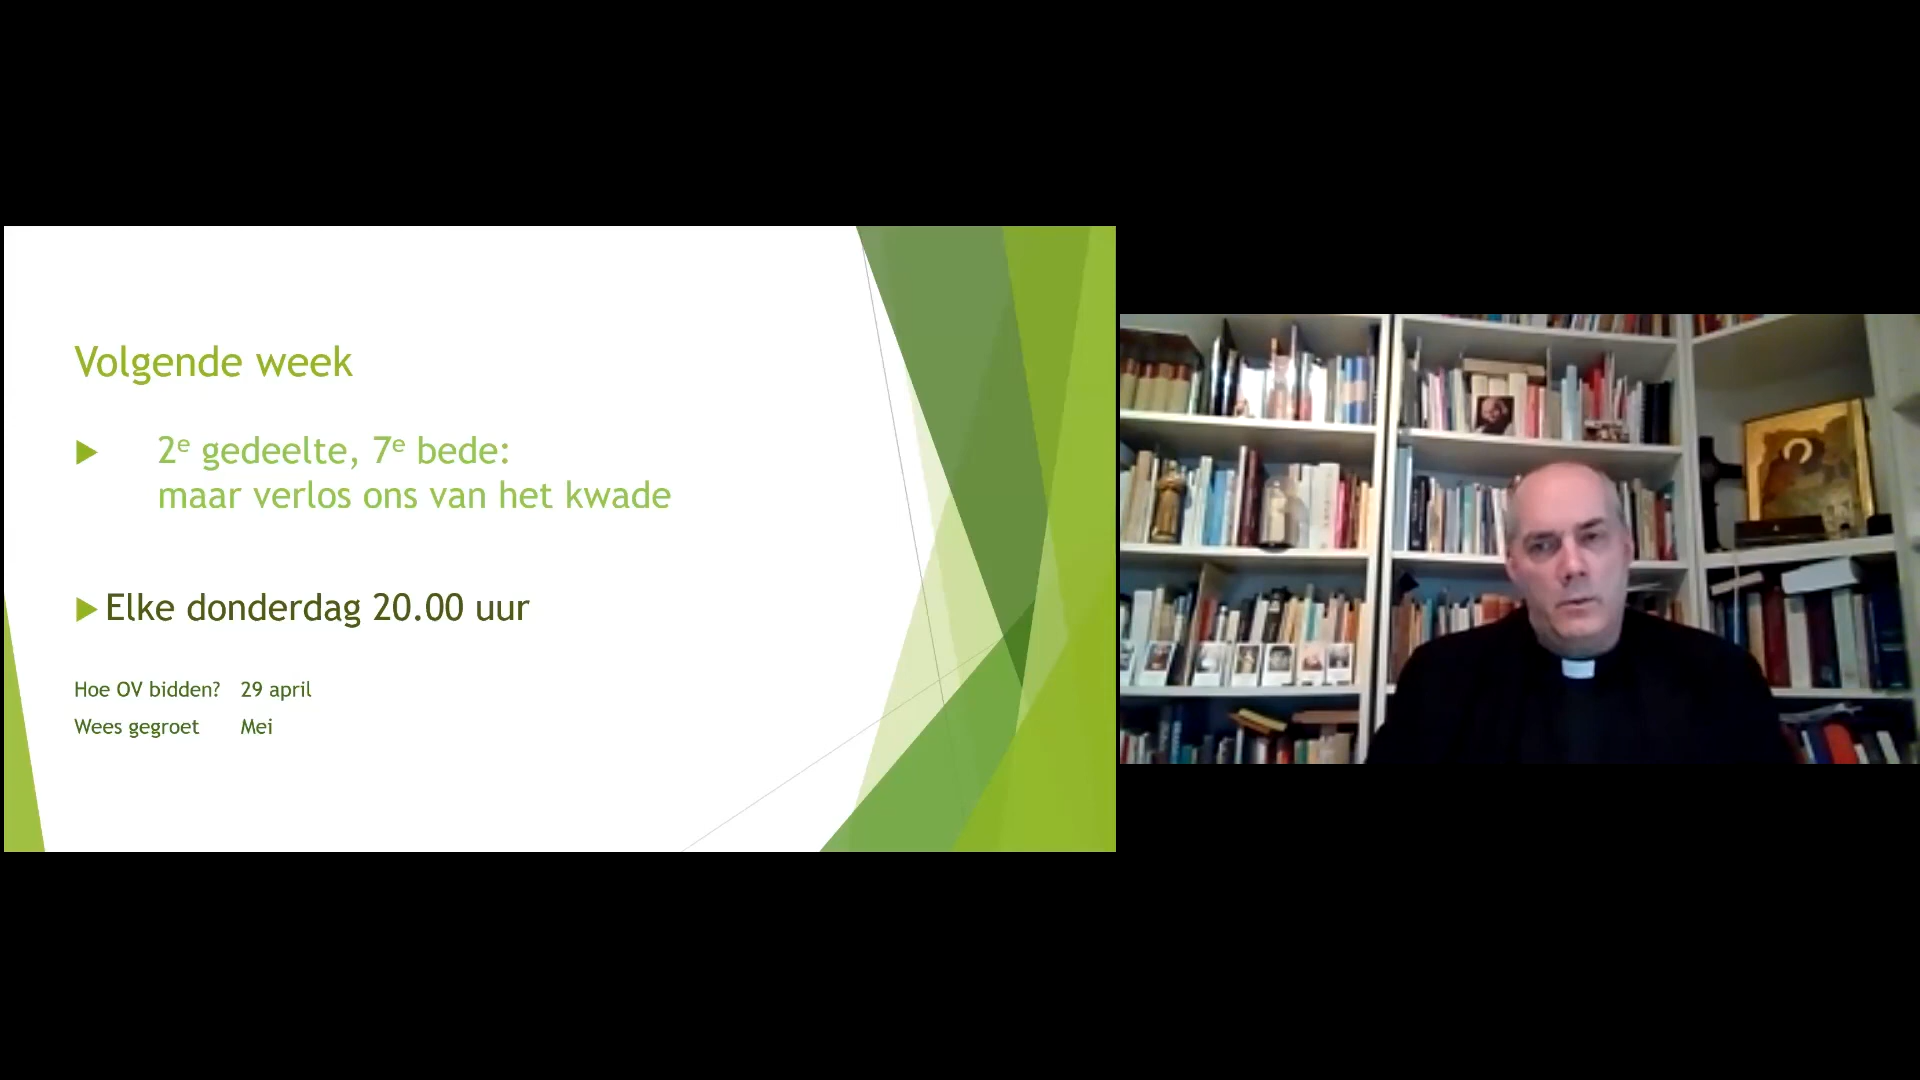 Volgende week
2e gedeelte, 7e bede:
maar verlos ons van het kwade
Elke donderdag 20.00 uur
Hoe OV bidden? 29 april
Wees gegroet Mei